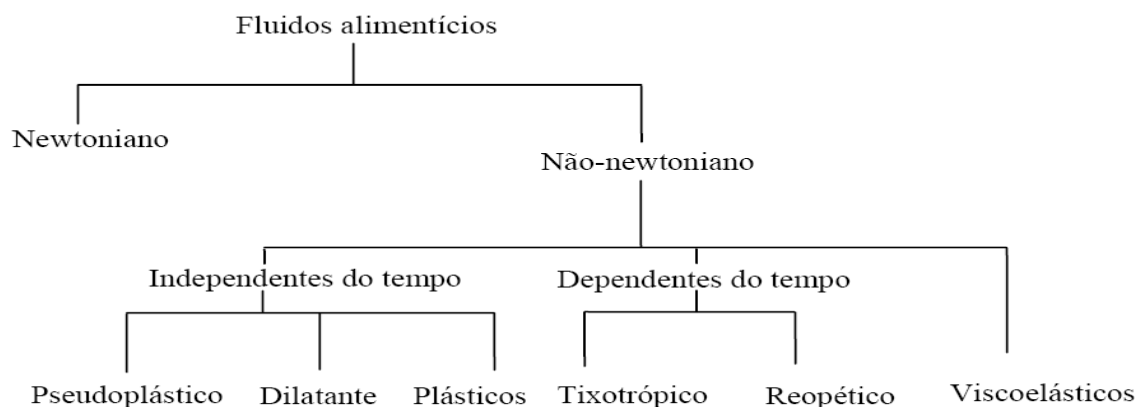 Fluidos alimentícios
Newtoniano
Não-newtoniano
Independentes do tempo
Dependentes do tempo
Pseudoplástico
Dilatante
Plásticos
Tixotrópico
Reopético
Viscoelásticos